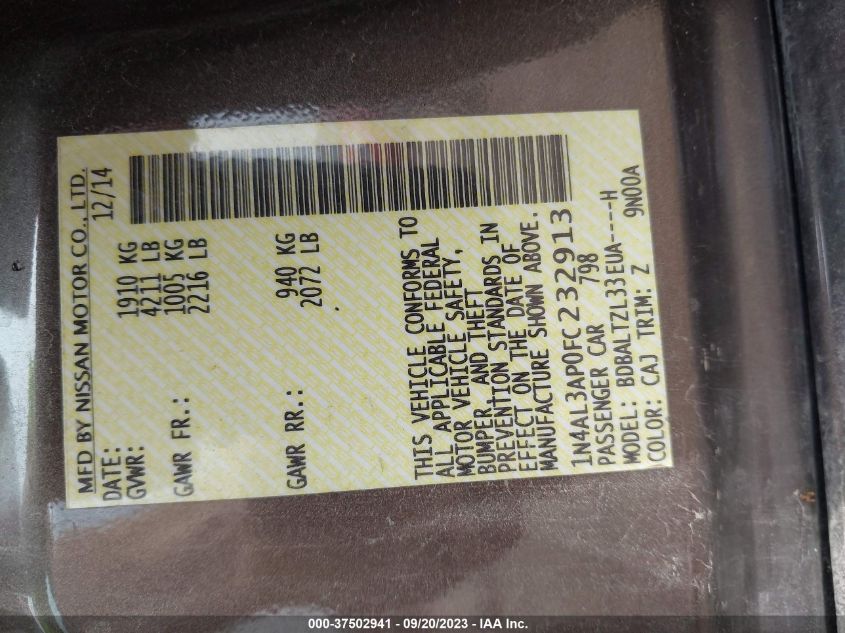 MFD BY NISSAN MOTOR CO., LTD.
DATE: 12/14
GVWR: 1910 KG
4211 LB
GAWR FR.: 1005 KG
2216 LB
GAWR RR.: 940 KG
2072 LB
THIS VEHICLE CONFORMS TO
ALL APPLICABLE FEDERAL
MOTOR VEHICLE SAFETY,
BUMPER, AND THEFT
PREVENTION STANDARDS IN
EFFECT ON THE DATE OF
MANUFACTURE SHOWN ABOVE.
1N4AL3AP0FC232913
PASSENGER CAR 798
MODEL: BDBALTZL33EUA----H
COLOR: CAJ TRIM: Z 9N00A
000-37502941 - 09/20/2023 - IAA Inc.